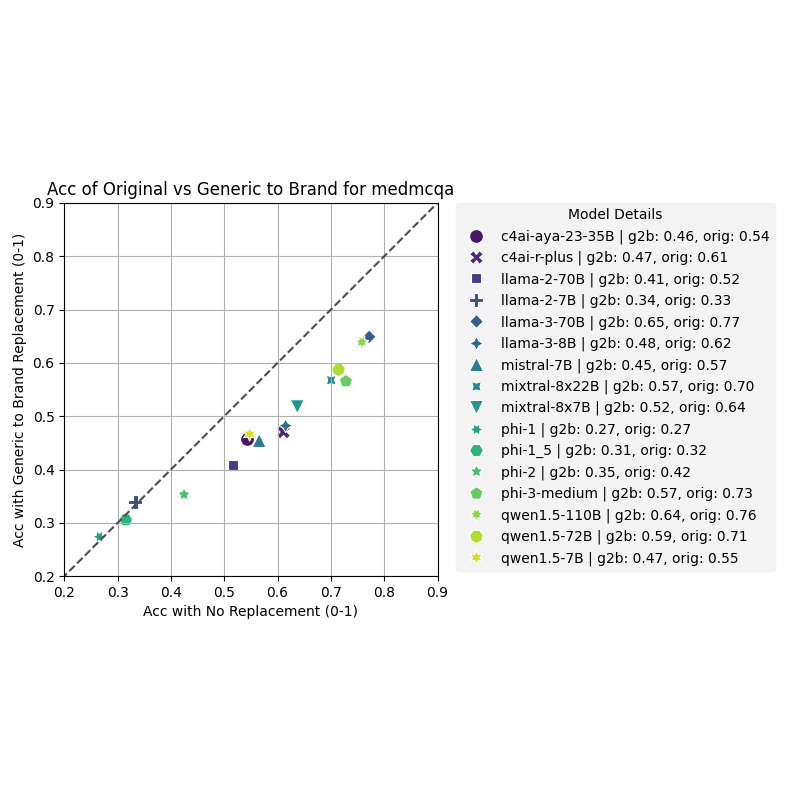 Acc of Original vs Generic to Brand for medmcqa
Acc with Generic to Brand Replacement (0-1)
0.9
0.8
0.7
0.6
0.5
0.4
0.3
0.2
0.2 0.3 0.4 0.5 0.6 0.7 0.8 0.9
Acc with No Replacement (0-1)
Model Details
c4ai-aya-23-35B | g2b: 0.46, orig: 0.54
c4ai-r-plus | g2b: 0.47, orig: 0.61
llama-2-70B | g2b: 0.41, orig: 0.52
llama-2-7B | g2b: 0.34, orig: 0.33
llama-3-70B | g2b: 0.65, orig: 0.77
llama-3-8B | g2b: 0.48, orig: 0.62
mistral-7B | g2b: 0.45, orig: 0.57
mixtral-8x22B | g2b: 0.57, orig: 0.70
mixtral-8x7B | g2b: 0.52, orig: 0.64
phi-1 | g2b: 0.27, orig: 0.27
phi-1_5 | g2b: 0.31, orig: 0.32
phi-2 | g2b: 0.35, orig: 0.42
phi-3-medium | g2b: 0.57, orig: 0.73
qwen1.5-110B | g2b: 0.64, orig: 0.76
qwen1.5-72B | g2b: 0.59, orig: 0.71
qwen1.5-7B | g2b: 0.47, orig: 0.55